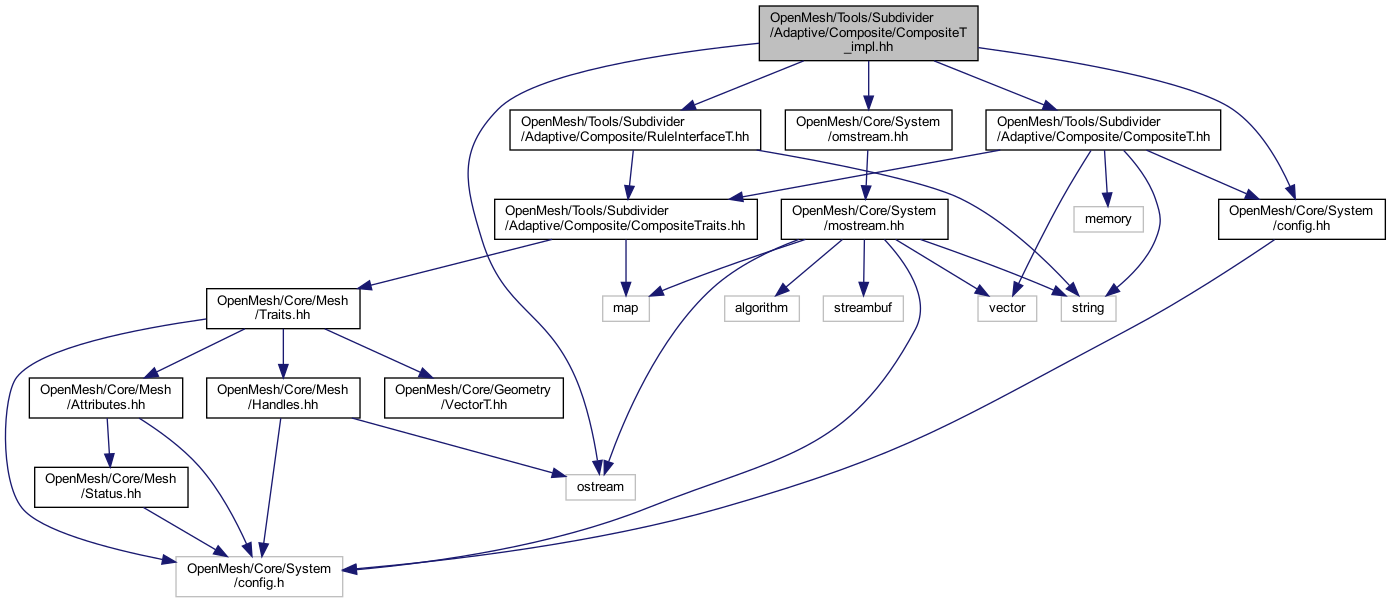 OpenMesh/Tools/Subdivider
/Adaptive/Composite/CompositeT
_impl.hh
OpenMesh/Tools/Subdivider
/Adaptive/Composite/RuleInterfaceT.hh
OpenMesh/Core/System
/omstream.hh
OpenMesh/Tools/Subdivider
/Adaptive/Composite/CompositeT.hh
OpenMesh/Tools/Subdivider
/Adaptive/Composite/CompositeTraits.hh
OpenMesh/Core/System
/mostream.hh
memory
OpenMesh/Core/System
/config.hh
OpenMesh/Core/Mesh
/Traits.hh
map
algorithm
streambuf
vector
string
OpenMesh/Core/Mesh
/Attributes.hh
OpenMesh/Core/Mesh
/Handles.hh
OpenMesh/Core/Geometry
/VectorT.hh
OpenMesh/Core/Mesh
/Status.hh
ostream
OpenMesh/Core/System
/config.h